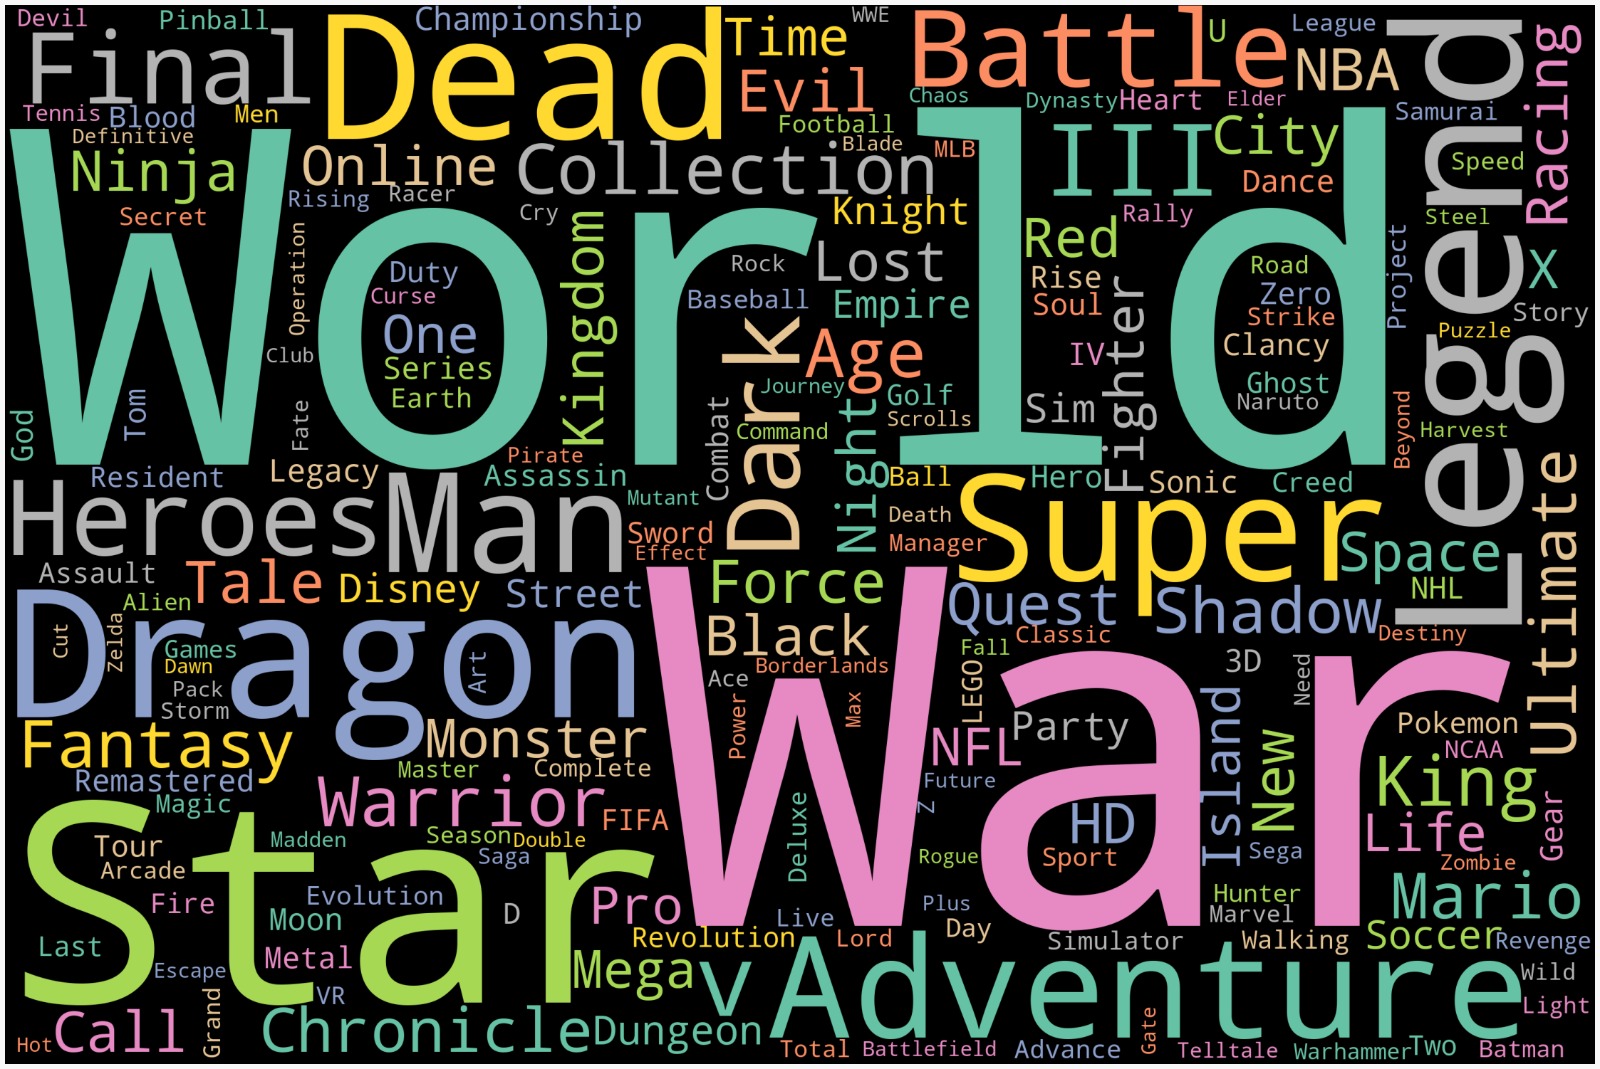 Devil
Pinball
Championship
WWE
League
Final
Dead
Time
Battle
U
NBA
Legend
Racing
Evil
Chaos
Dynasty
Heart
Elder
Samurai
Tennis
Blood
Men
Definitive
Football
Blade
MLB
III
City
Speed
Ninja
Online
Collection
Dance
World
Secret
Rising
Racer
Cry
Knight
Rally
Steel
Red
Project
X
Operation
Kingdom
Rock
Lost
Rise
Road
Duty
Curse
Baseball
Empire
Soul
Zero
Story
One
Strike
Puzzle
Club
Age
IV
Fighter
Clancy
Series
Dark
Journey
Ghost
Earth
Golf
Naruto
God
Tom
Fate
Combat
Night
Scrolls
Sim
Beyond
Command
Harvest
Pirate
Resident
Legacy
Assassin
Ball
Hero
Sonic
Creed
Ultimate
Heroes
Man
Mutant
Super
Sword
Death
Effect
Manager
Space
Assault
Tale
Disney
Street
Force
Quest
Shadow
NHL
Dragon
Alien
War
Black
Classic
Destiny
Cut
Zelda
Games
Art
Fall
Dawn
Borderlands
LEGO
3D
Need
Pack
Ace
Storm
Power
Max
Island
Party
Pokemon
Fantasy
Monster
NFL
New
NCAA
Remastered
Master
Complete
Future
King
Magic
Warrior
Z
Gear
Star
FIFA
Deluxe
HD
Life
Madden
Season
Double
Tour
Saga
Rogue
Sport
Sega
Zombie
Arcade
Fire
Evolution
D
Pro
Plus
Hunter
Mario
Moon
Live
Marvel
Last
Revolution
Lord
Day
Simulator
Walking
Soccer
Revenge
Metal
Escape
Mega
v
Adventure
Wild
VR
Light
Hot
Call
Grand
Chronicle
Dungeon
Total
Battlefield
Advance
Gate
Telltale
Warhammer
Two
Batman